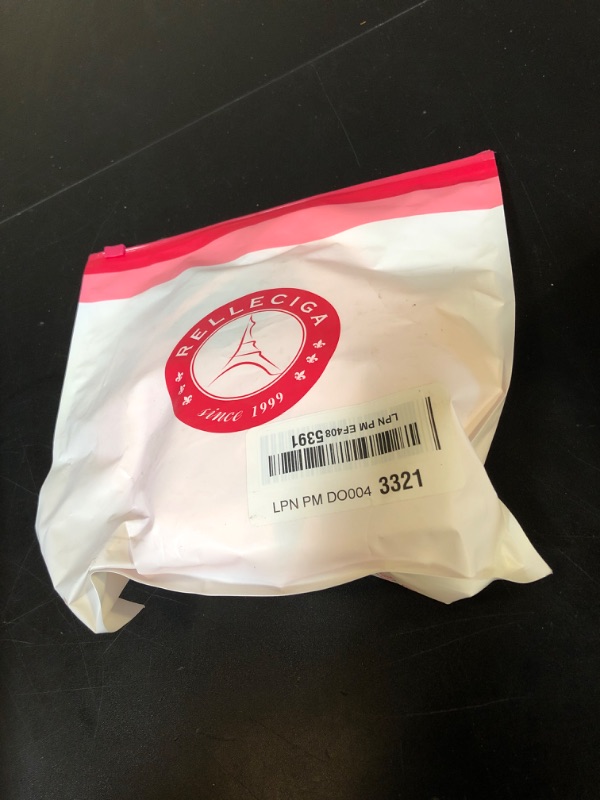 RELLECIGA
since 1999
LPN PM EF408 5391
LPN PM DO004 3321